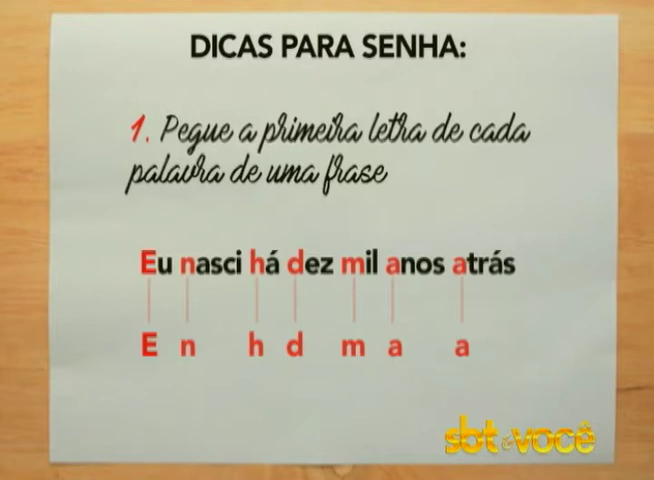 DICAS PARA SENHA:
1. Pegue a primeira letra de cada
palavra de uma frase
Eu nasci há dez mil anos atrás
E n h d m a a
sbt e você